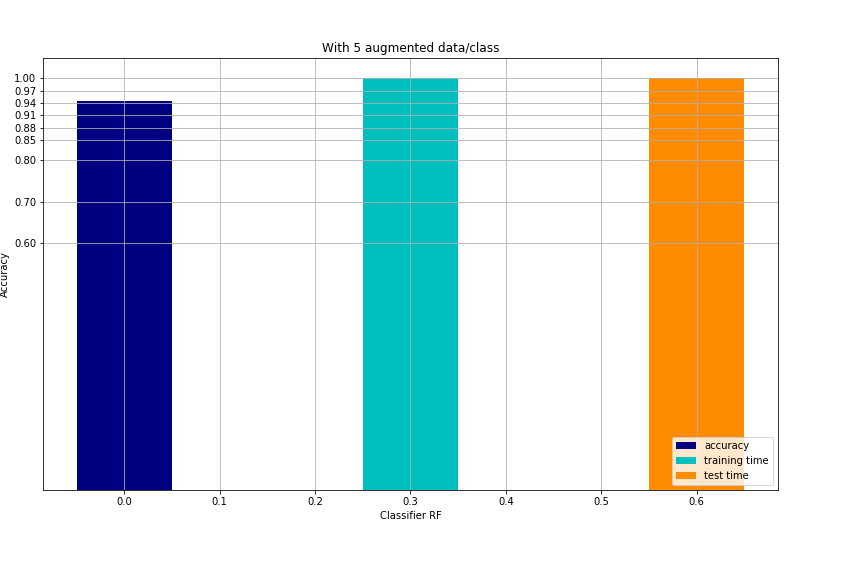 With 5 augmented data/class
1.00
0.97
0.94
0.91
0.88
0.85
0.80
0.70
0.60
Accuracy
accuracy
training time
test time
0.0 0.1 0.2 0.3 0.4 0.5 0.6
Classifier RF